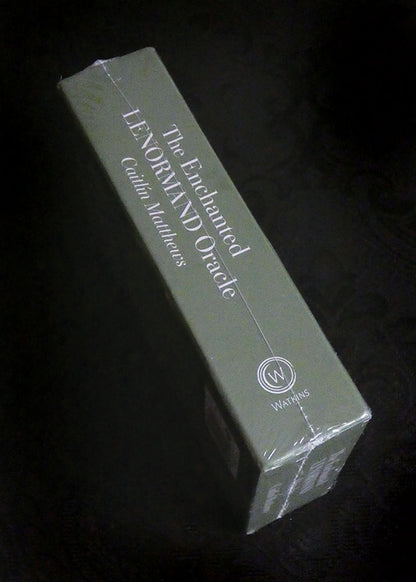 The Enchanted
LENORMAND Oracle
Caitlín Matthews
W
WATKINS